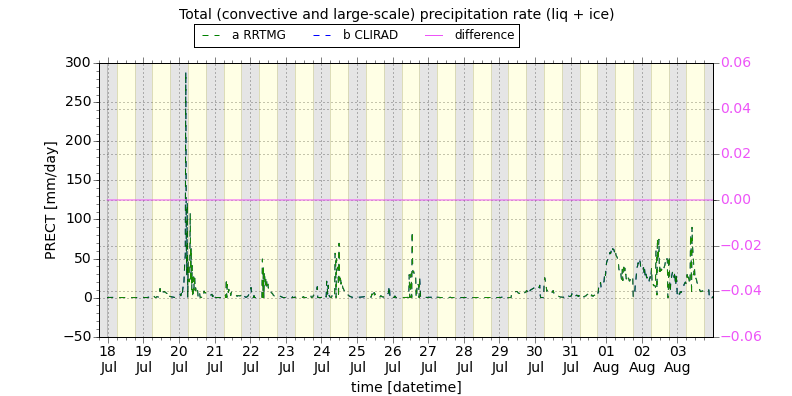 Total (convective and large-scale) precipitation rate (liq + ice)
a RRTMG b CLIRAD difference
300 0.06
250 0.04
200 0.02
150 0.00
100 −0.02
50 −0.04
0 −0.06
−50
PRECT [mm/day]
18 19 20 21 22 23 24 25 26 27 28 29 30 31 01 02 03
Jul Jul Jul Jul Jul Jul Jul Jul Jul Jul Jul Jul Jul Jul Aug Aug Aug
time [datetime]